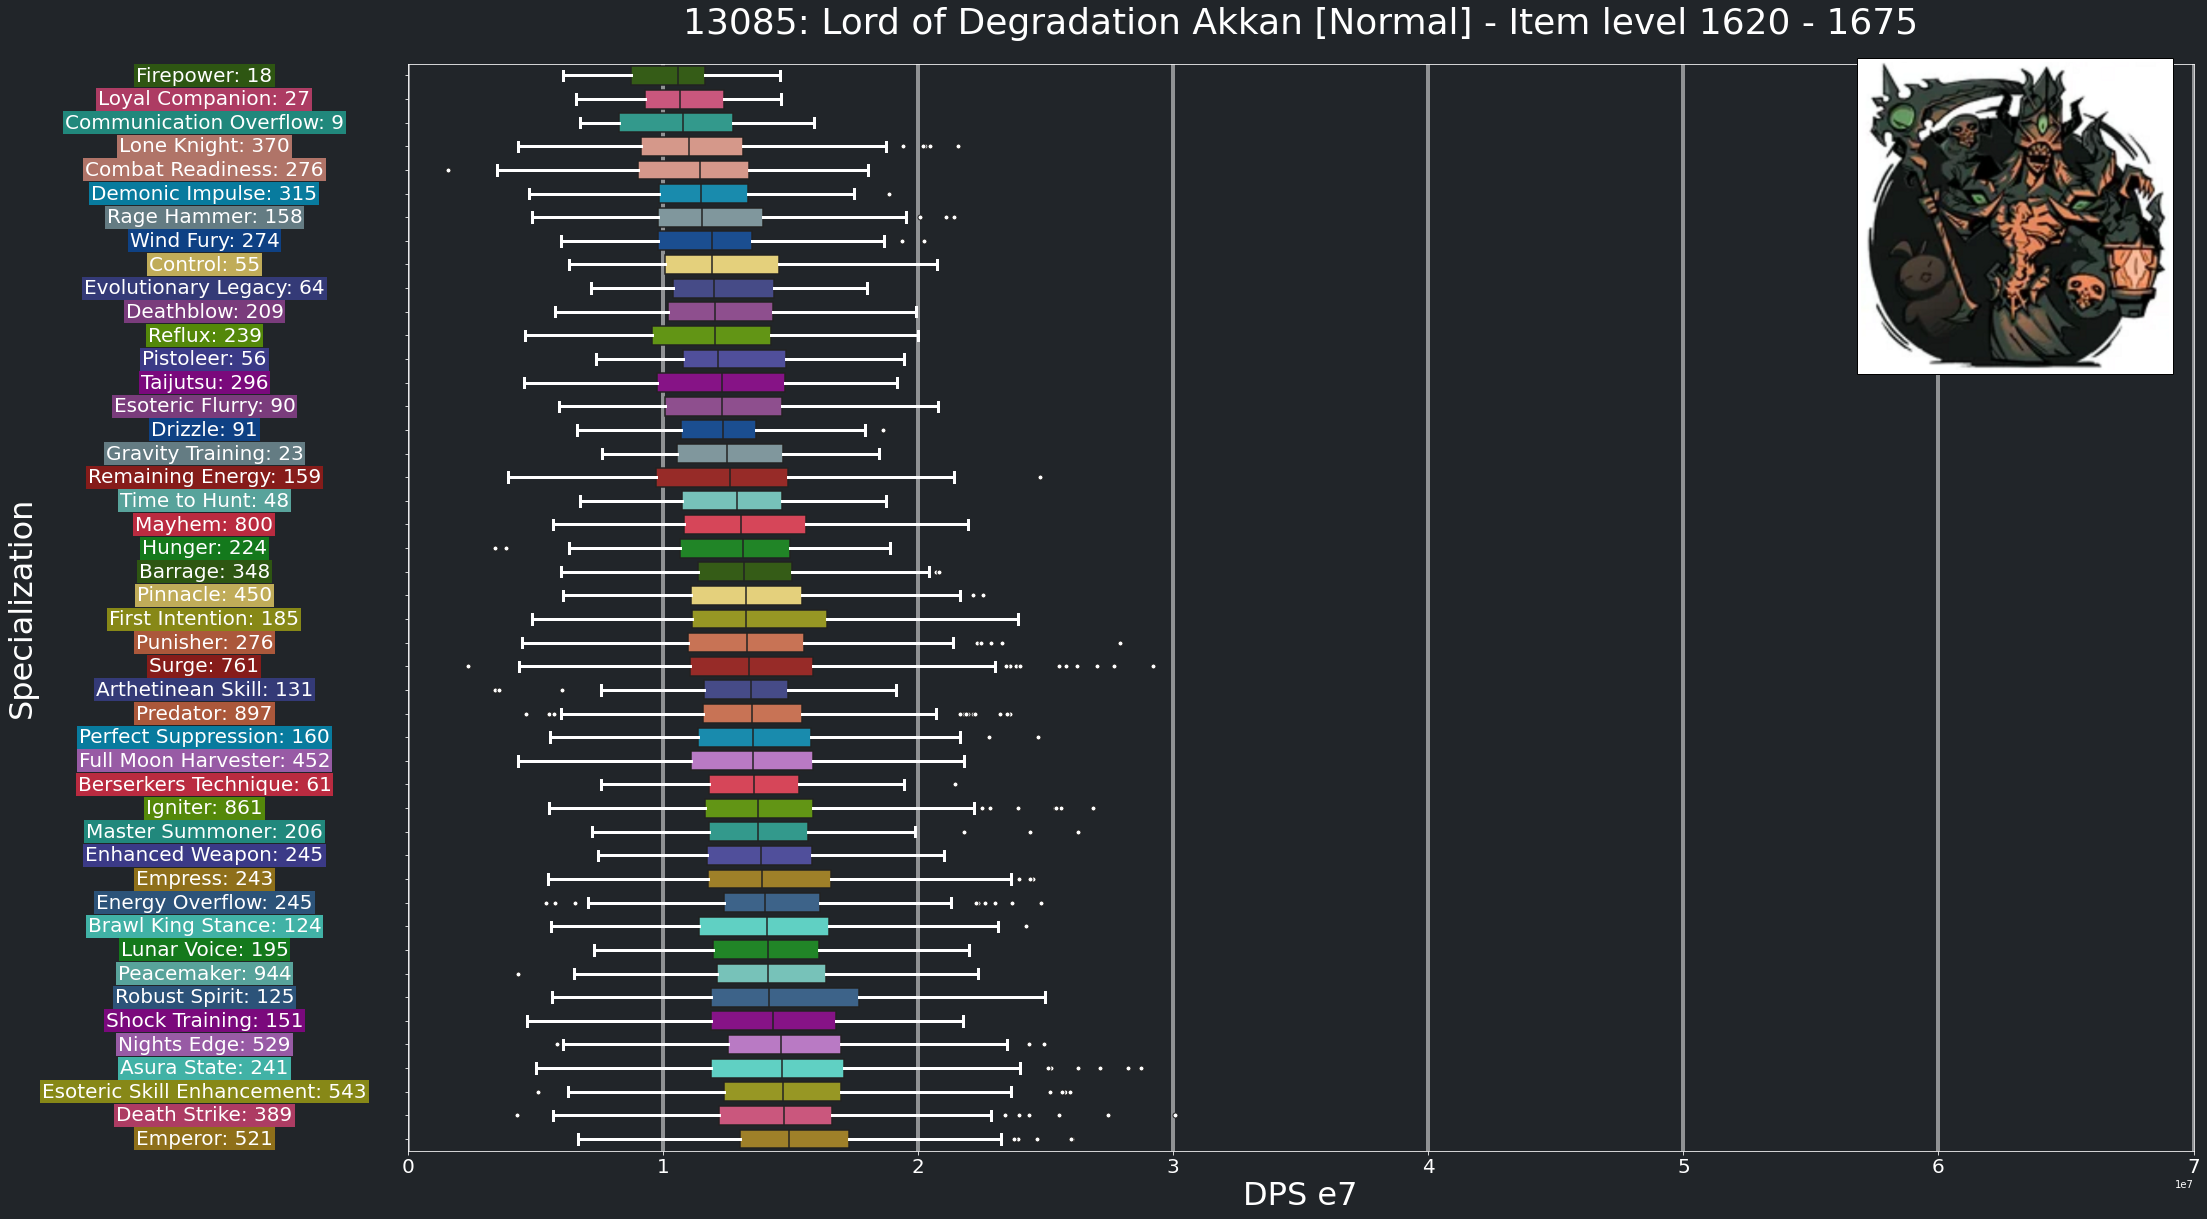 13085: Lord of Degradation Akkan [Normal] - Item level 1620 - 1675
Specialization
Firepower: 18
Loyal Companion: 27
Communication Overflow: 9
Lone Knight: 370
Combat Readiness: 276
Demonic Impulse: 315
Rage Hammer: 158
Wind Fury: 274
Control: 55
Evolutionary Legacy: 64
Deathblow: 209
Reflux: 239
Pistoleer: 56
Taijutsu: 296
Esoteric Flurry: 90
Drizzle: 91
Gravity Training: 23
Remaining Energy: 159
Time to Hunt: 48
Mayhem: 800
Hunger: 224
Barrage: 348
Pinnacle: 450
First Intention: 185
Punisher: 276
Surge: 761
Arthetinean Skill: 131
Predator: 897
Perfect Suppression: 160
Full Moon Harvester: 452
Berserkers Technique: 61
Igniter: 861
Master Summoner: 206
Enhanced Weapon: 245
Empress: 243
Energy Overflow: 245
Brawl King Stance: 124
Lunar Voice: 195
Peacemaker: 944
Robust Spirit: 125
Shock Training: 151
Nights Edge: 529
Asura State: 241
Esoteric Skill Enhancement: 543
Death Strike: 389
Emperor: 521
0 1 2 3 4 5 6 7
1e7
DPS e7